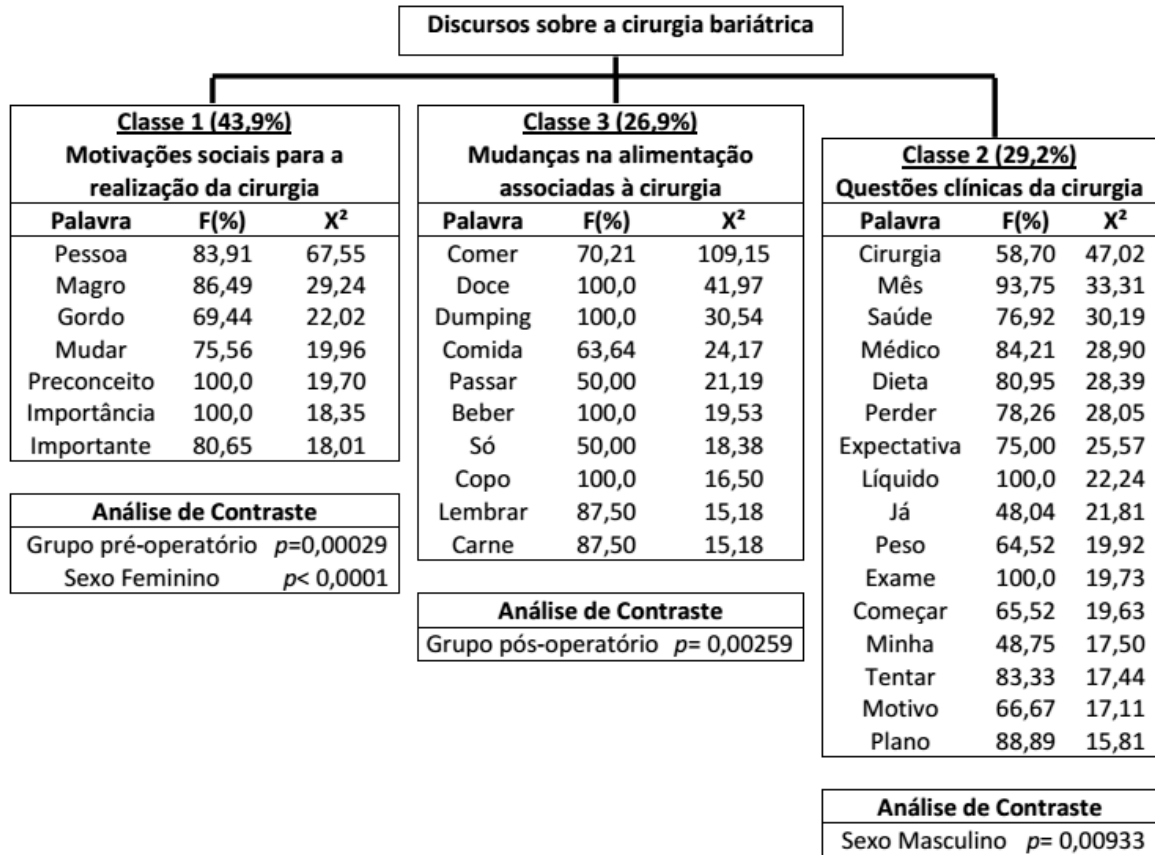 Discursos sobre a cirurgia bariátrica
Classe 1 (43,9%)
Motivações sociais para a
realização da cirurgia
Palavra F(%) X²
Pessoa 83,91 67,55
Magro 86,49 29,24
Gordo 69,44 22,02
Mudar 75,56 19,96
Preconceito 100,0 19,70
Importância 100,0 18,35
Importante 80,65 18,01
Análise de Contraste
Grupo pré-operatório p=0,00029
Sexo Feminino p< 0,0001
Classe 3 (26,9%)
Mudanças na alimentação
associadas à cirurgia
Palavra F(%) X²
Comer 70,21 109,15
Doce 100,0 41,97
Dumping 100,0 30,54
Comida 63,64 24,17
Passar 50,00 21,19
Beber 100,0 19,53
Só 50,00 18,38
Copo 100,0 16,50
Lembrar 87,50 15,18
Carne 87,50 15,18
Análise de Contraste
Grupo pós-operatório p= 0,00259
Classe 2 (29,2%)
Questões clínicas da cirurgia
Palavra F(%) X²
Cirurgia 58,70 47,02
Mês 93,75 33,31
Saúde 76,92 30,19
Médico 84,21 28,90
Dieta 80,95 28,39
Perder 78,26 28,05
Expectativa 75,00 25,57
Líquido 100,0 22,24
Já 48,04 21,81
Peso 64,52 19,92
Exame 100,0 19,73
Começar 65,52 19,63
Minha 48,75 17,50
Tentar 83,33 17,44
Motivo 66,67 17,11
Plano 88,89 15,81
Análise de Contraste
Sexo Masculino p= 0,00933